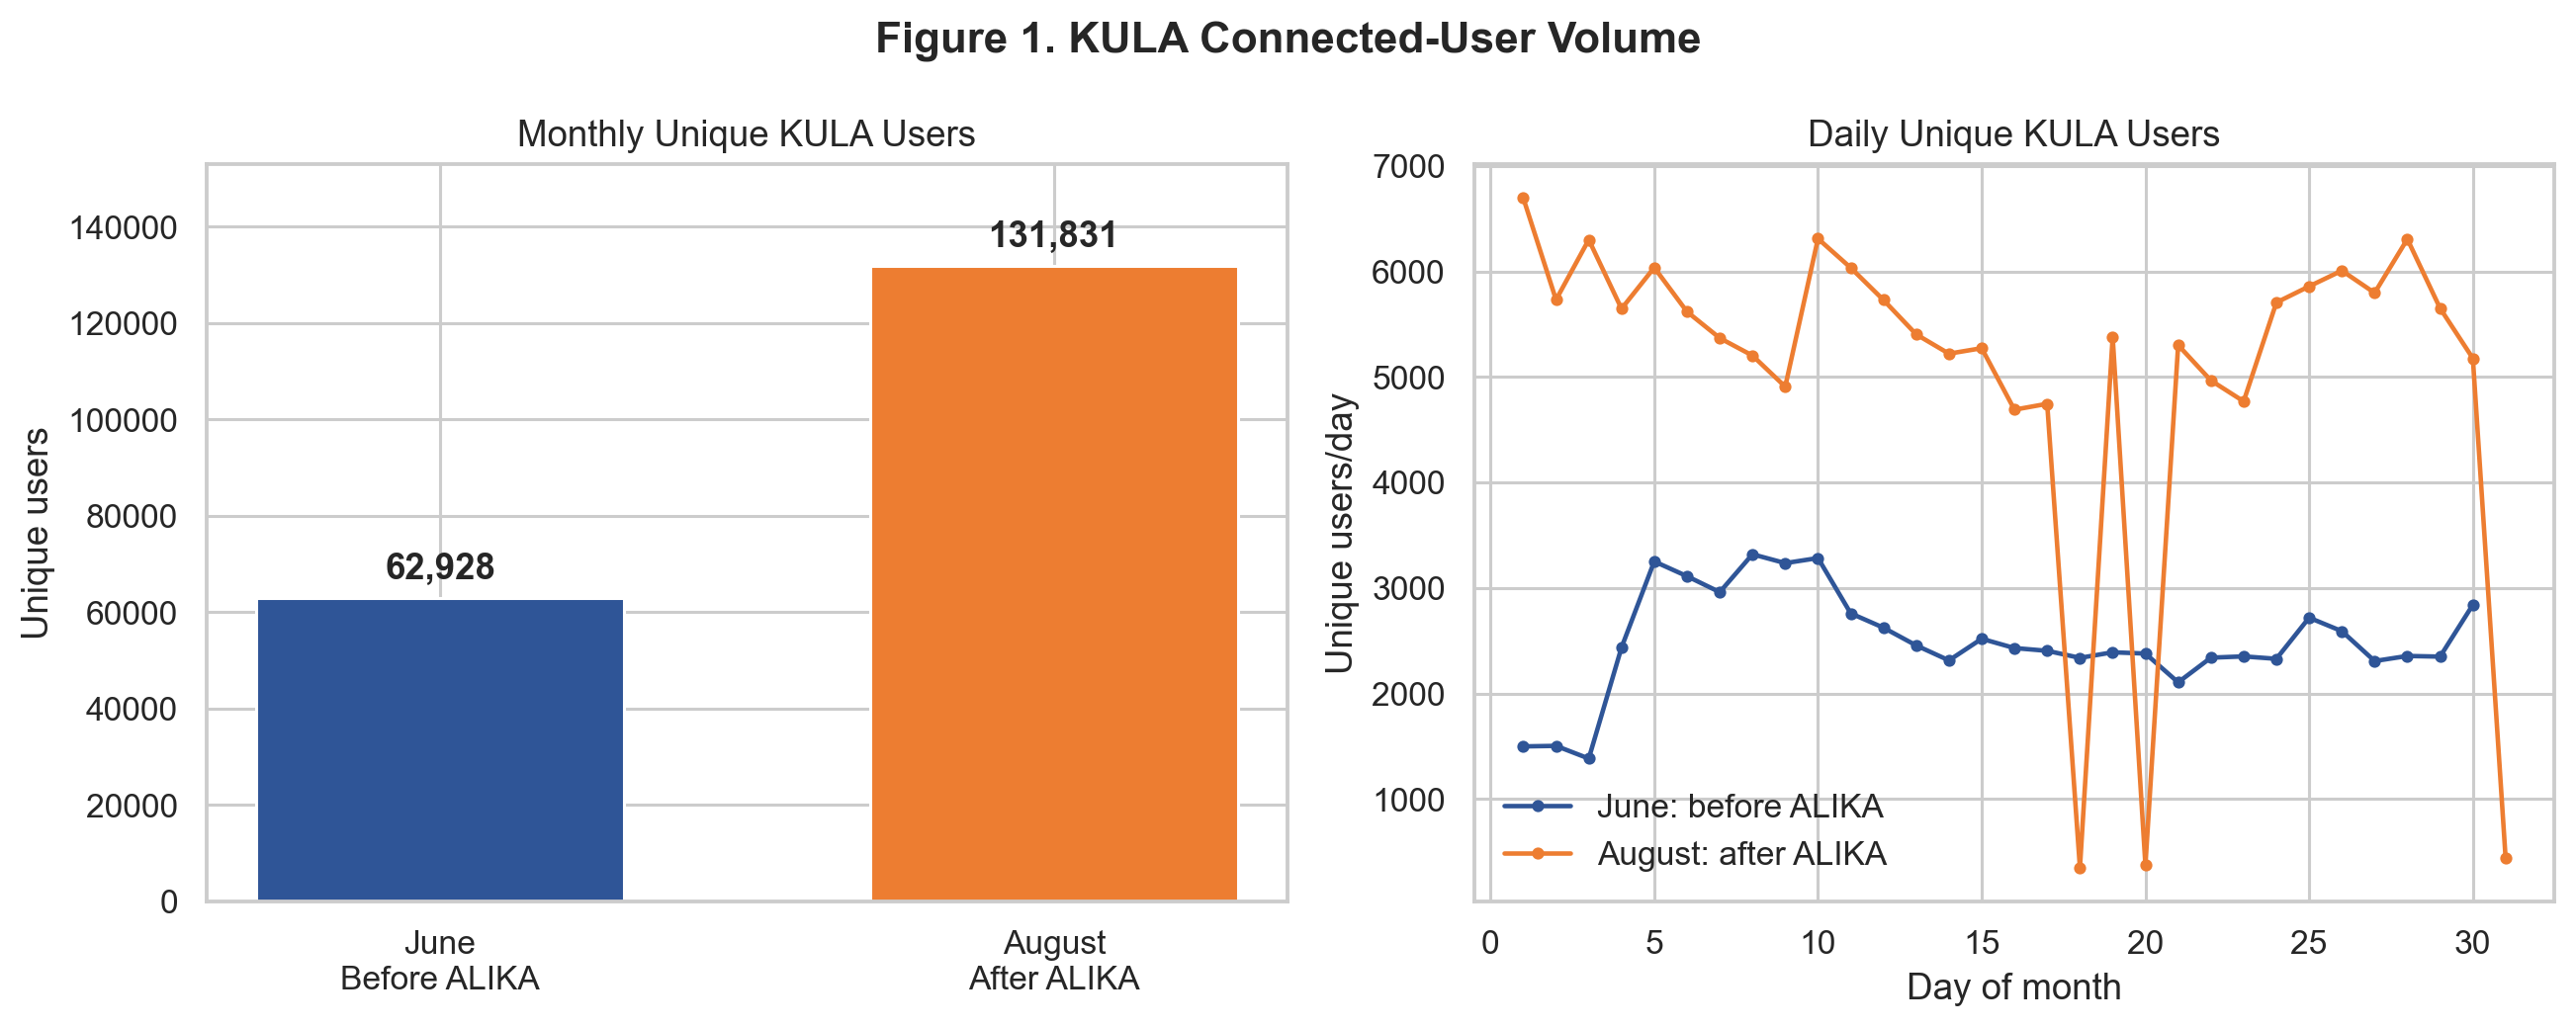 Figure 1. KULA Connected-User Volume
Monthly Unique KULA Users
Unique users
140000
120000
100000
80000
60000
40000
20000
0
62,928
131,831
June
Before ALIKA
August
After ALIKA
Daily Unique KULA Users
Unique users/day
7000
6000
5000
4000
3000
2000
1000
June: before ALIKA
August: after ALIKA
0 5 10 15 20 25 30
Day of month